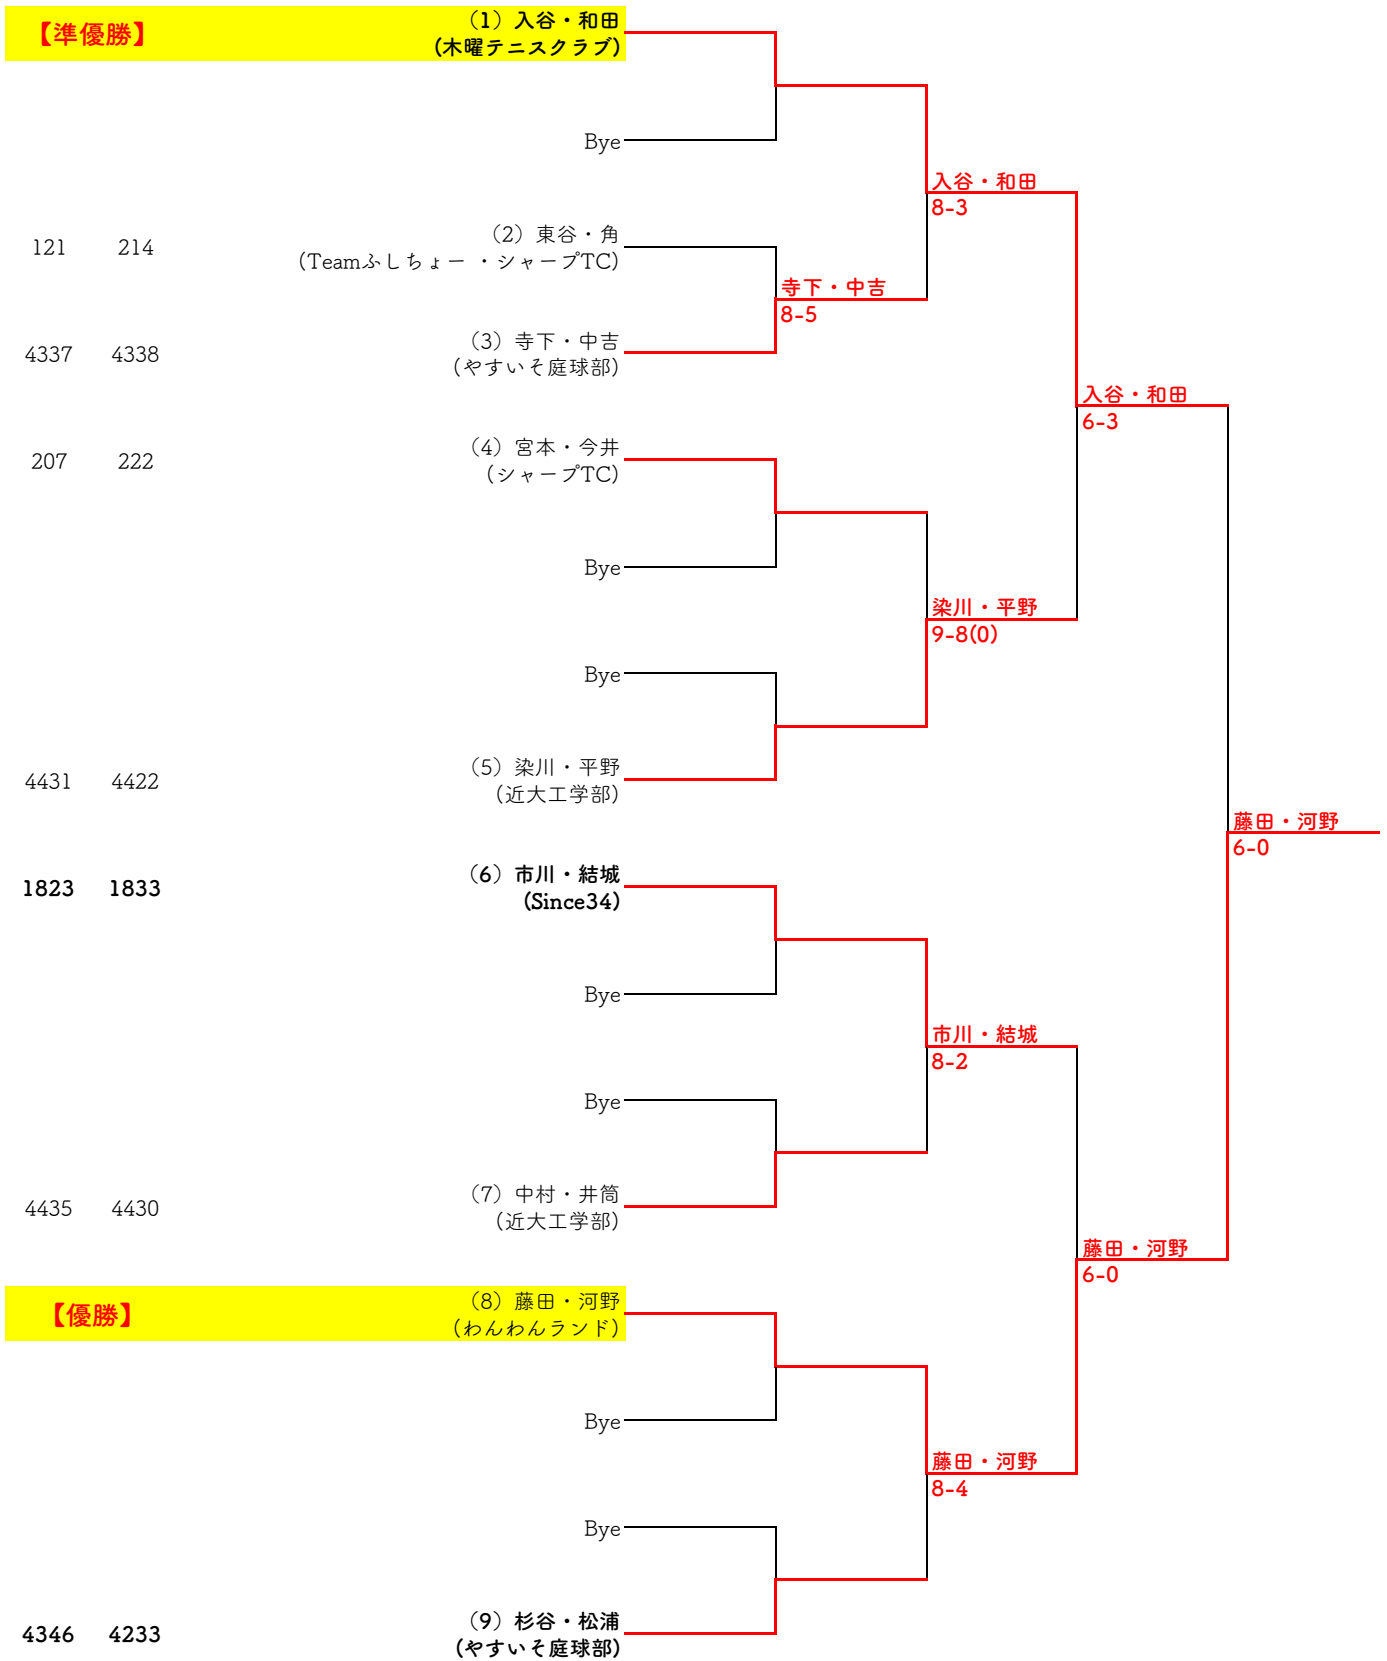 【準優勝】
（1）入谷・和田
(木曜テニスクラブ)
Bye
入谷・和田
8-3
121 214
（2）東谷・角
(Teamふしちょー ・シャープTC)
寺下・中吉
8-5
4337 4338
（3）寺下・中吉
(やすいそ庭球部)
入谷・和田
6-3
207 222
（4）宮本・今井
(シャープTC)
Bye
染川・平野
9-8(0)
Bye
4431 4422
（5）染川・平野
(近大工学部)
藤田・河野
6-0
1823 1833
（6）市川・結城
(Since34)
Bye
市川・結城
8-2
Bye
4435 4430
（7）中村・井筒
(近大工学部)
藤田・河野
6-0
【優勝】
（8）藤田・河野
(わんわんランド)
Bye
藤田・河野
8-4
Bye
4346 4233
（9）杉谷・松浦
(やすいそ庭球部)